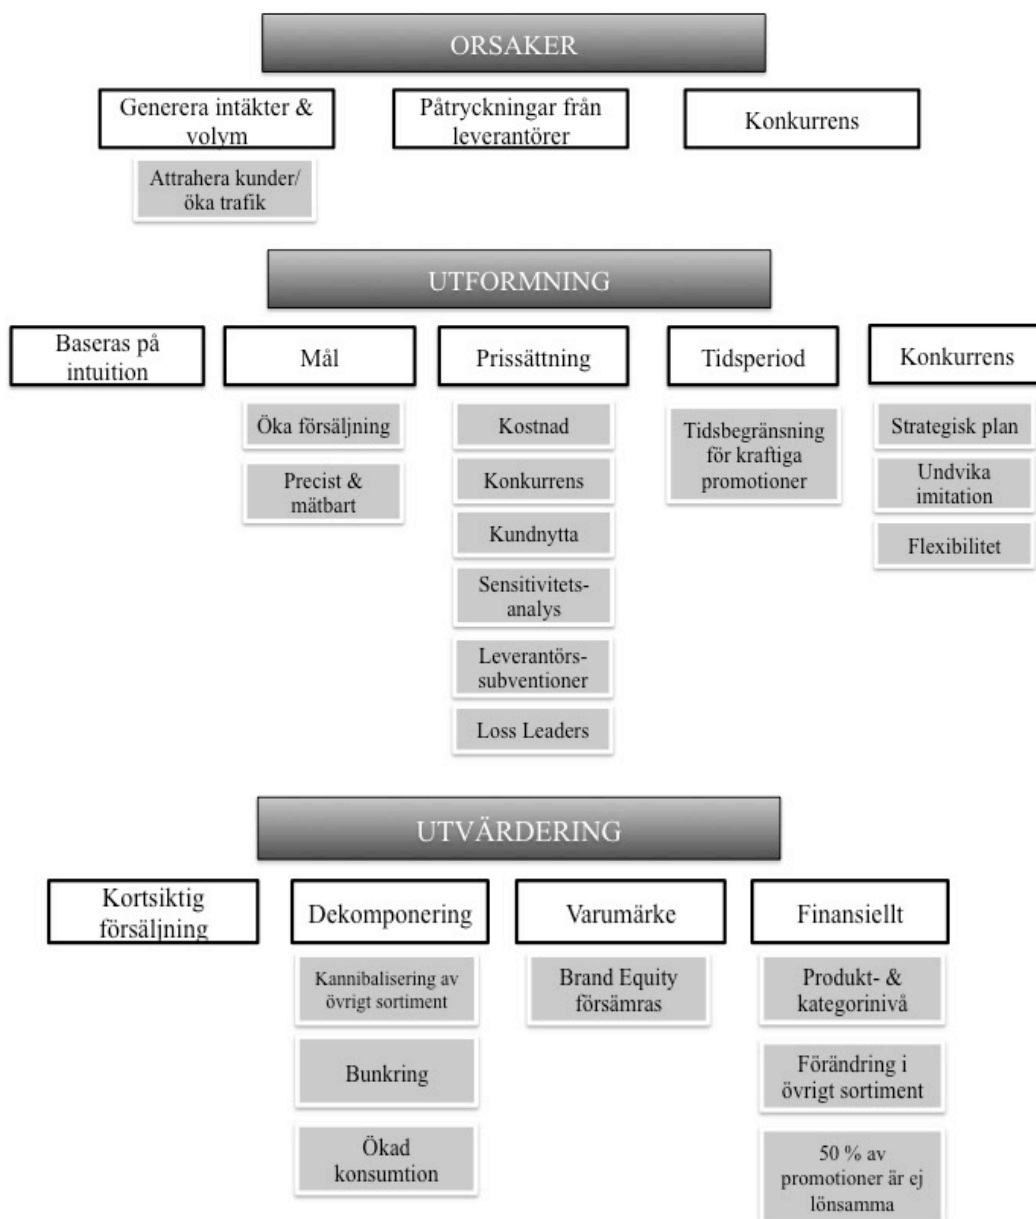 ORSAKER
Generera intäkter &
volym
Påtryckningar från
leverantörer
Konkurrens
Attrahera kunder/
öka trafik
UTFORMNING
Baseras på
intuition
Mål
Prissättning
Tidsperiod
Konkurrens
Öka försäljning
Precist &
mätbart
Kostnad
Konkurrens
Kundnytta
Sensitivitets-
analys
Leverantörs-
subventioner
Loss Leaders
Tidsbegränsning
för kraftiga
promotioner
Strategisk plan
Undvika
imitation
Flexibilitet
UTVÄRDERING
Kortsiktig
försäljning
Dekomponering
Varumärke
Finansiellt
Kannibalisering av
övrigt sortiment
Bunkring
Ökad
konsumtion
Brand Equity
försämras
Produkt- &
kategorinivå
Förändring i
övrigt sortiment
50 % av
promotioner är ej
lönsamma